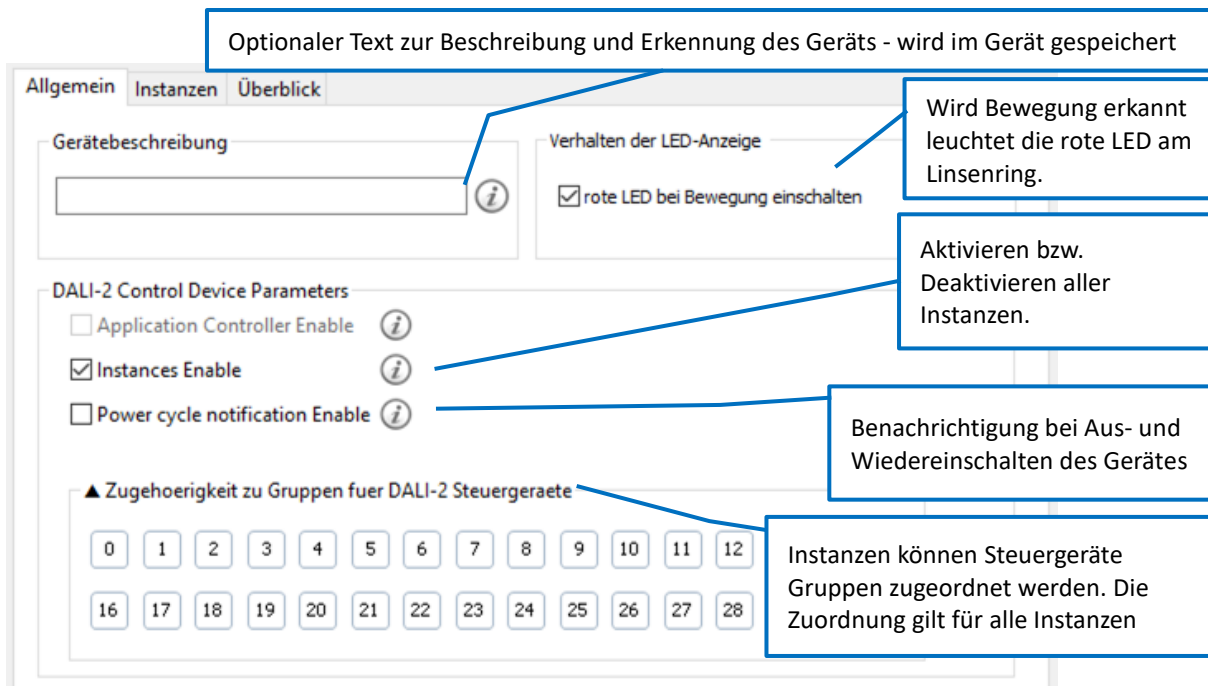 Optionaler Text zur Beschreibung und Erkennung des Geräts - wird im Gerät gespeichert
Allgemein Instanzen Überblick
Gerätebeschreibung
Verhalten der LED-Anzeige
rote LED bei Bewegung einschalten
Wird Bewegung erkannt
leuchtet die rote LED am
Linsenring.
Aktivieren bzw.
Deaktivieren aller
Instanzen.
DALI-2 Control Device Parameters
Application Controller Enable
Instances Enable
Power cycle notification Enable
Benachrichtigung bei Aus- und
Wiedereinschalten des Gerätes
▲ Zugehoerigkeit zu Gruppen fuer DALI-2 Steuergeraete
0 1 2 3 4 5 6 7 8 9 10 11 12
16 17 18 19 20 21 22 23 24 25 26 27 28
Instanzen können Steuergeräte
Gruppen zugeordnet werden. Die
Zuordnung gilt für alle Instanzen